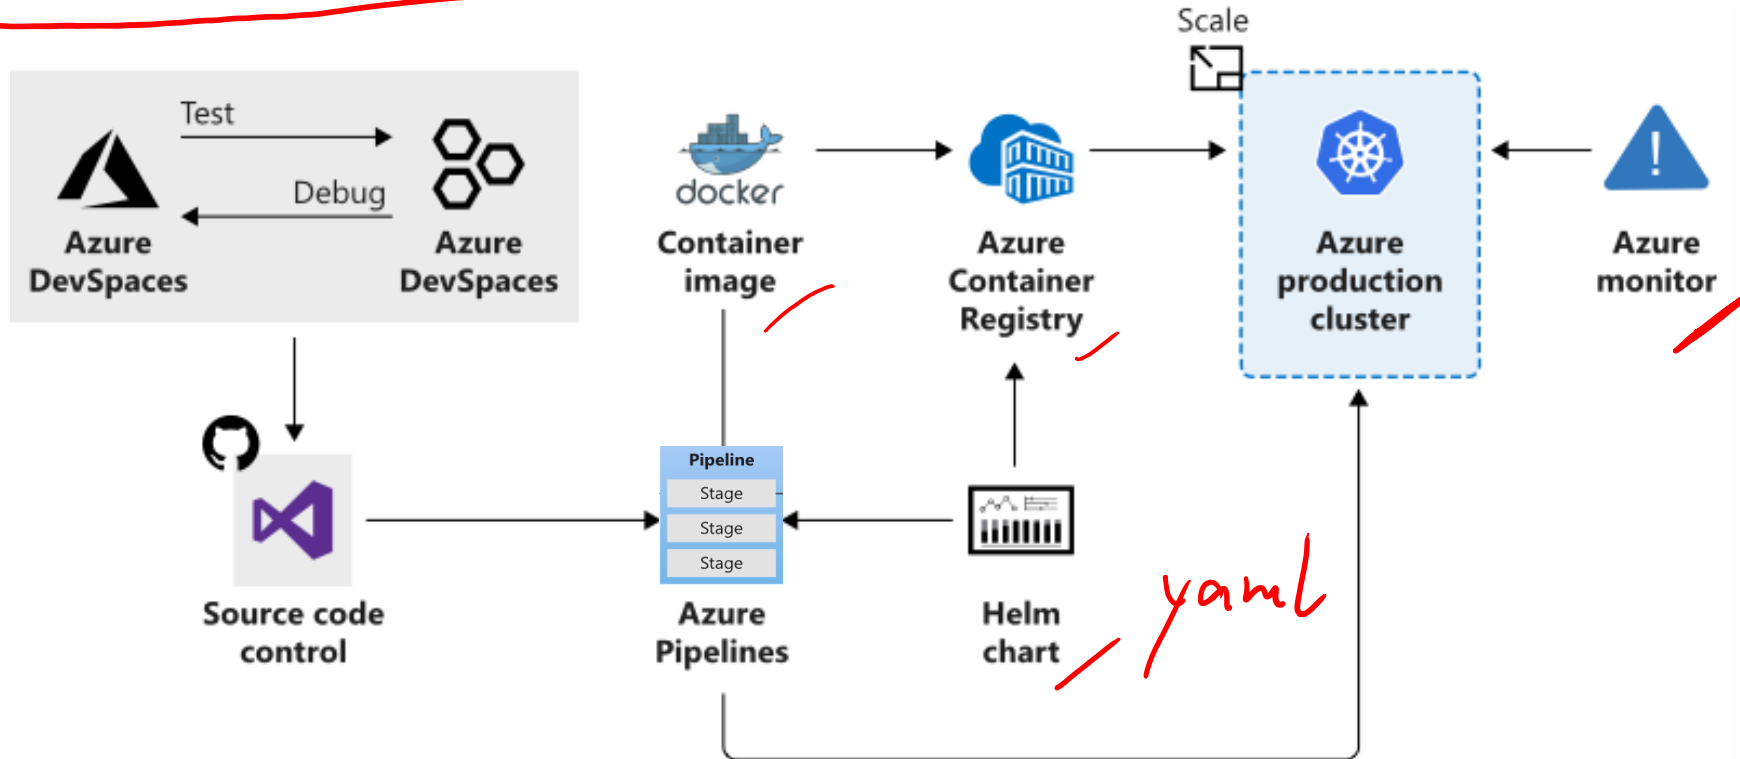 Scale
Test
Debug
Azure
DevSpaces
Azure
DevSpaces
docker
Container
image
Azure
Container
Registry
Azure
production
cluster
Azure
monitor
Source code
control
Pipeline
Stage
Stage
Stage
Azure
Pipelines
Helm
chart
yaml